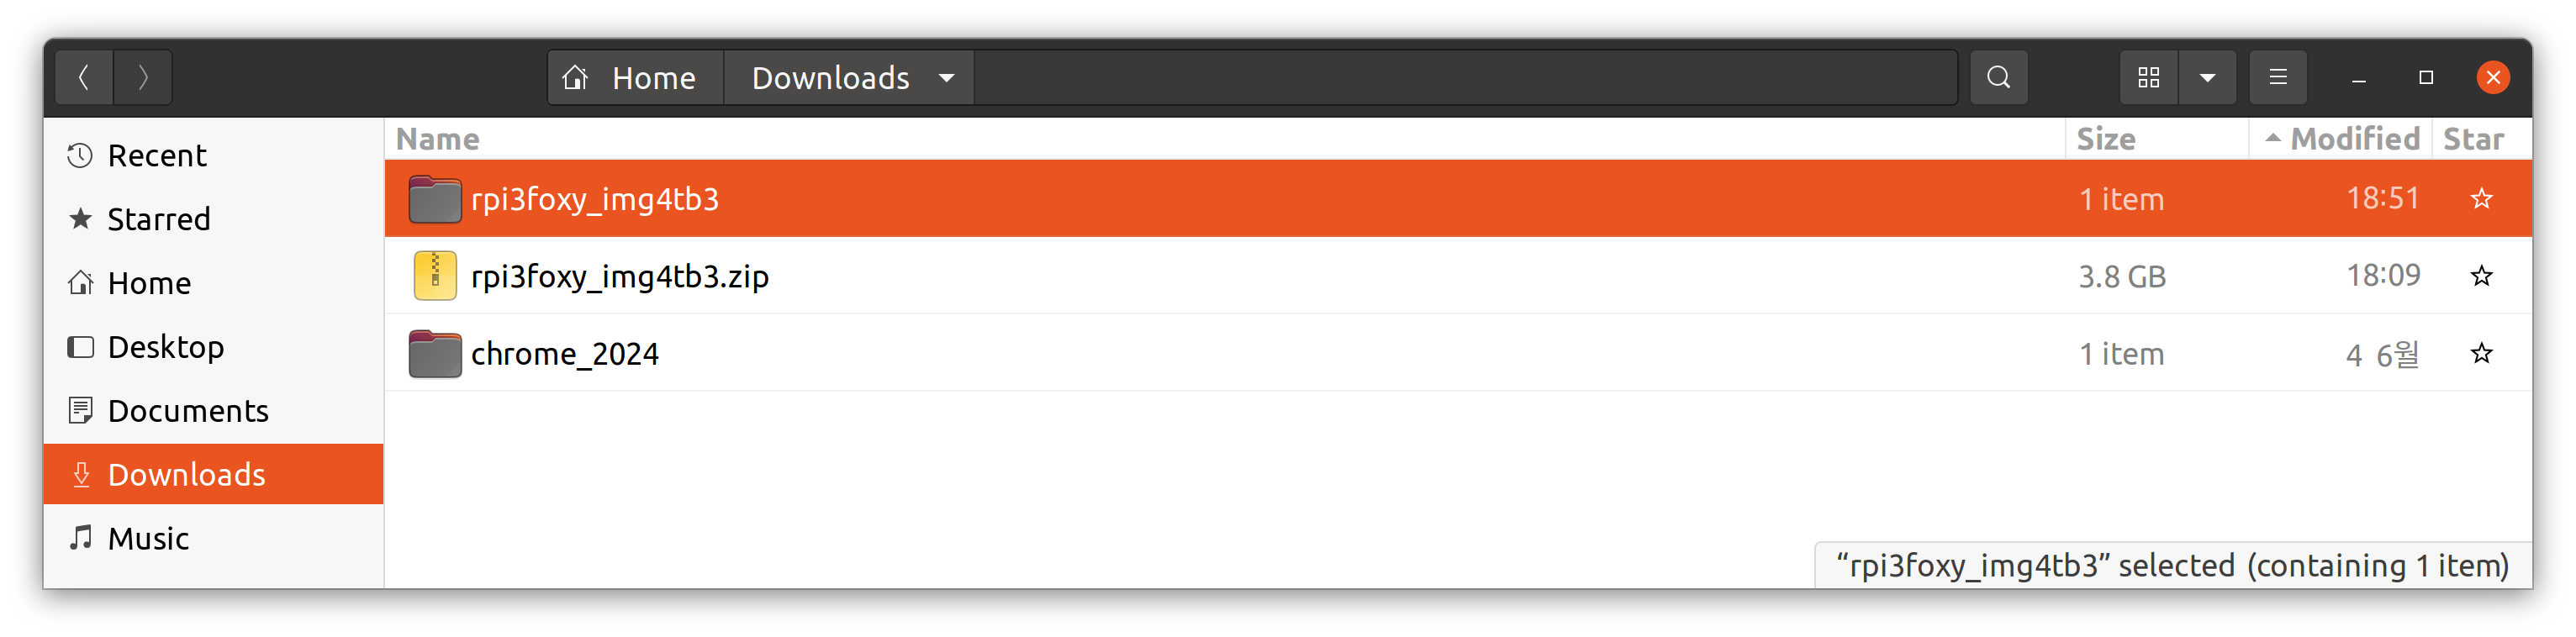 Home Downloads
Recent
Starred
Home
Desktop
Documents
Downloads
Music
Name Size Modified Star
rpi3foxy_img4tb3 1 item 18:51
rpi3foxy_img4tb3.zip 3.8 GB 18:09
chrome_2024 1 item 4 6월
“rpi3foxy_img4tb3” selected (containing 1 item)